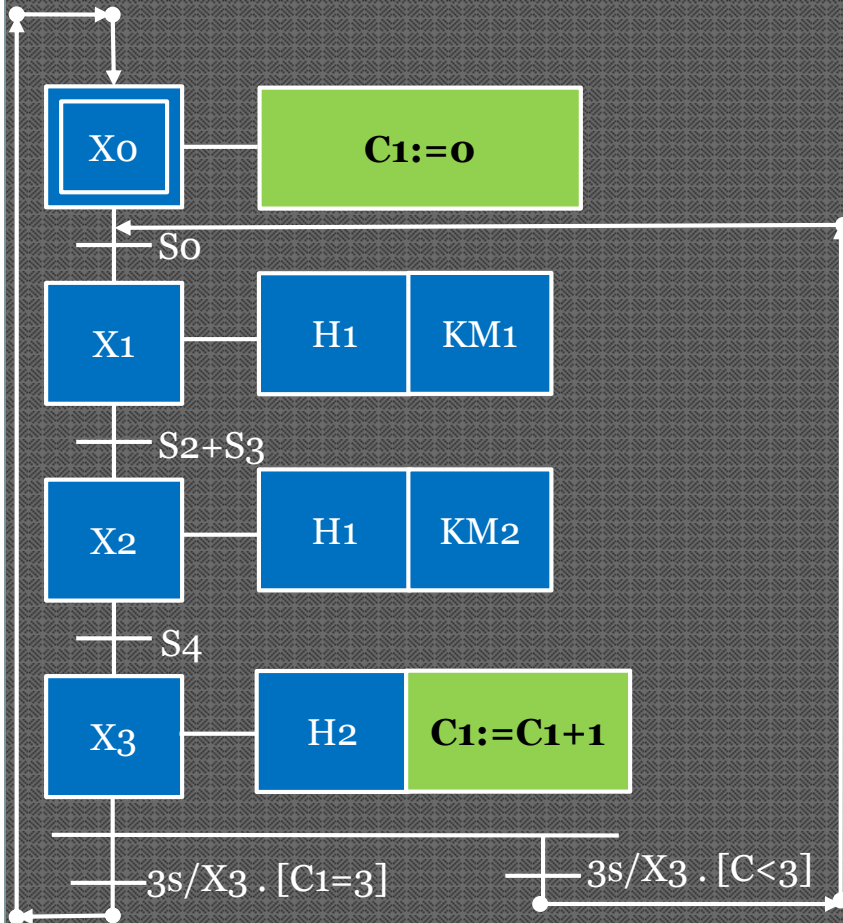 X0
C1:=0
S0
X1
H1
KM1
S2+S3
X2
H1
KM2
S4
X3
H2
C1:=C1+1
3s/X3 . [C1=3]
3s/X3 . [C<3]